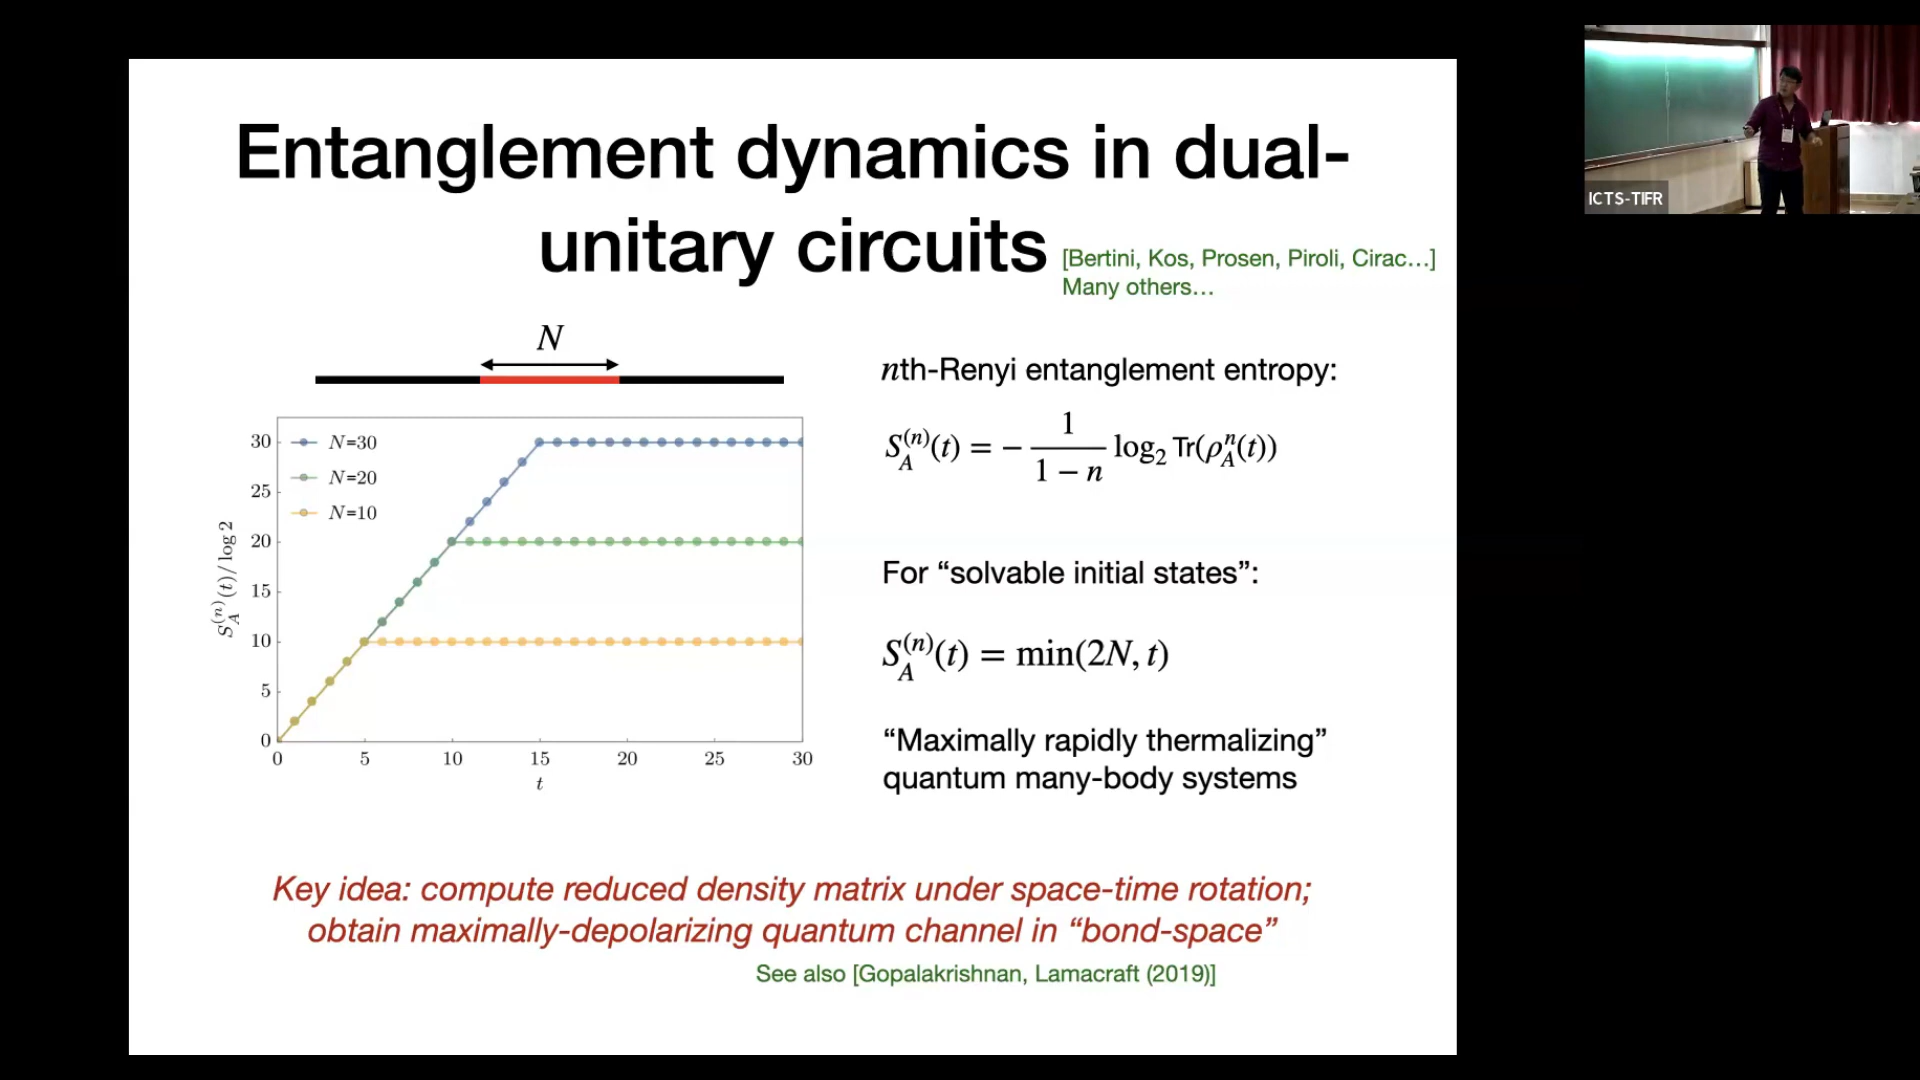 Entanglement dynamics in dual-
unitary circuits
[Bertini, Kos, Prosen, Piroli, Cirac…]
Many others…
N
30
25
20
15
10
5
0
0 5 10 15 20 25 30
t
S_A^{(n)}(t)/ log 2
N=30
N=20
N=10
nth-Renyi entanglement entropy:
S_A^{(n)}(t) = − \frac{1}{1 − n} log_2 Tr(ρ_A^n(t))
For “solvable initial states”:
S_A^{(n)}(t) = min(2N, t)
“Maximally rapidly thermalizing”
quantum many-body systems
Key idea: compute reduced density matrix under space-time rotation;
obtain maximally-depolarizing quantum channel in “bond-space”
See also [Gopalakrishnan, Lamacraft (2019)]
ICTS-TIFR